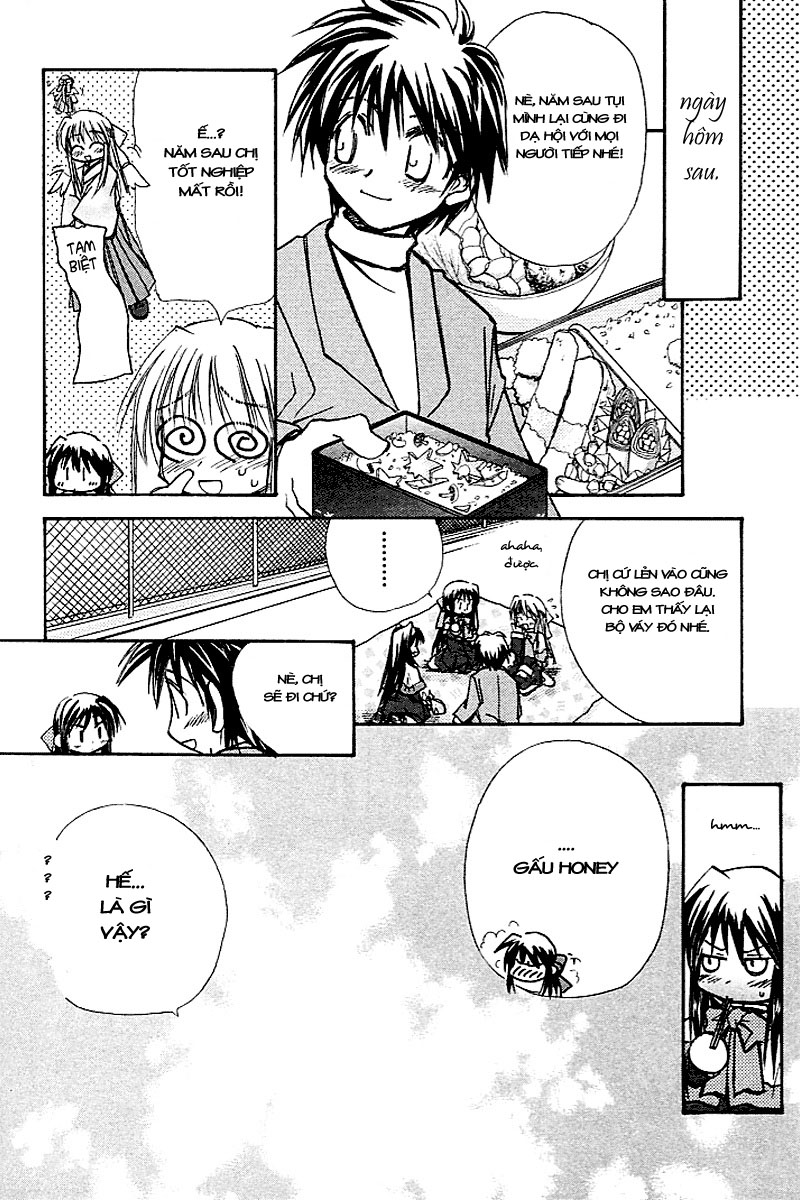 ngày
hôm
sau.
NÈ, NĂM SAU TỤI
MÌNH LẠI CÙNG ĐI
DẠ HỘI VỚI MỌI
NGƯỜI TIẾP NHÉ!
Ế...?
NĂM SAU CHỊ
TỐT NGHIỆP
MẤT RỒI!
TẠM
BIỆT
CHỊ CỨ LẺN VÀO CŨNG
KHÔNG SAO ĐÂU.
CHO EM THẤY LẠI
BỘ VÁY ĐÓ NHÉ.
ahaha,
được.
........
NÈ, CHỊ
SẼ ĐI CHỨ?
hmm...
....
GẤU HONEY
HẾ...
LÀ GÌ
VẬY?
?
?
?